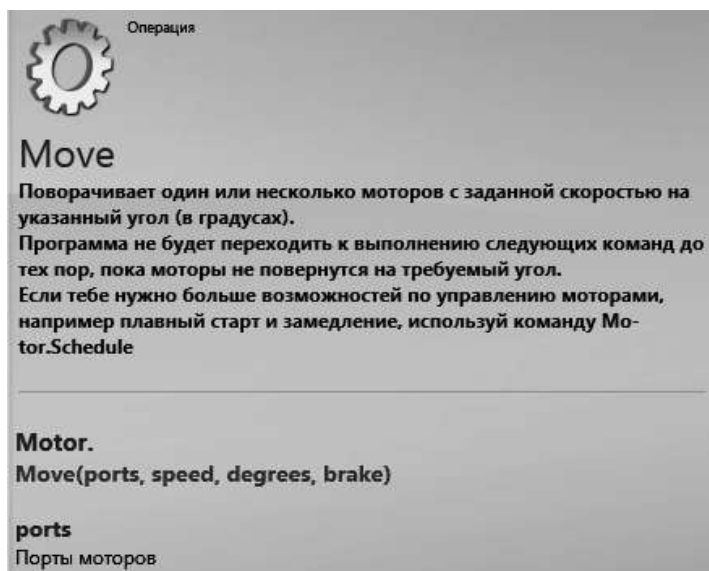 Операция
Move
Поворачивает один или несколько моторов с заданной скоростью на
указанный угол (в градусах).
Программа не будет переходить к выполнению следующих команд до
тех пор, пока моторы не повернутся на требуемый угол.
Если тебе нужно больше возможностей по управлению моторами,
например плавный старт и замедление, используй команду Mo-
tor.Schedule
Motor.
Move(ports, speed, degrees, brake)
ports
Порты моторов